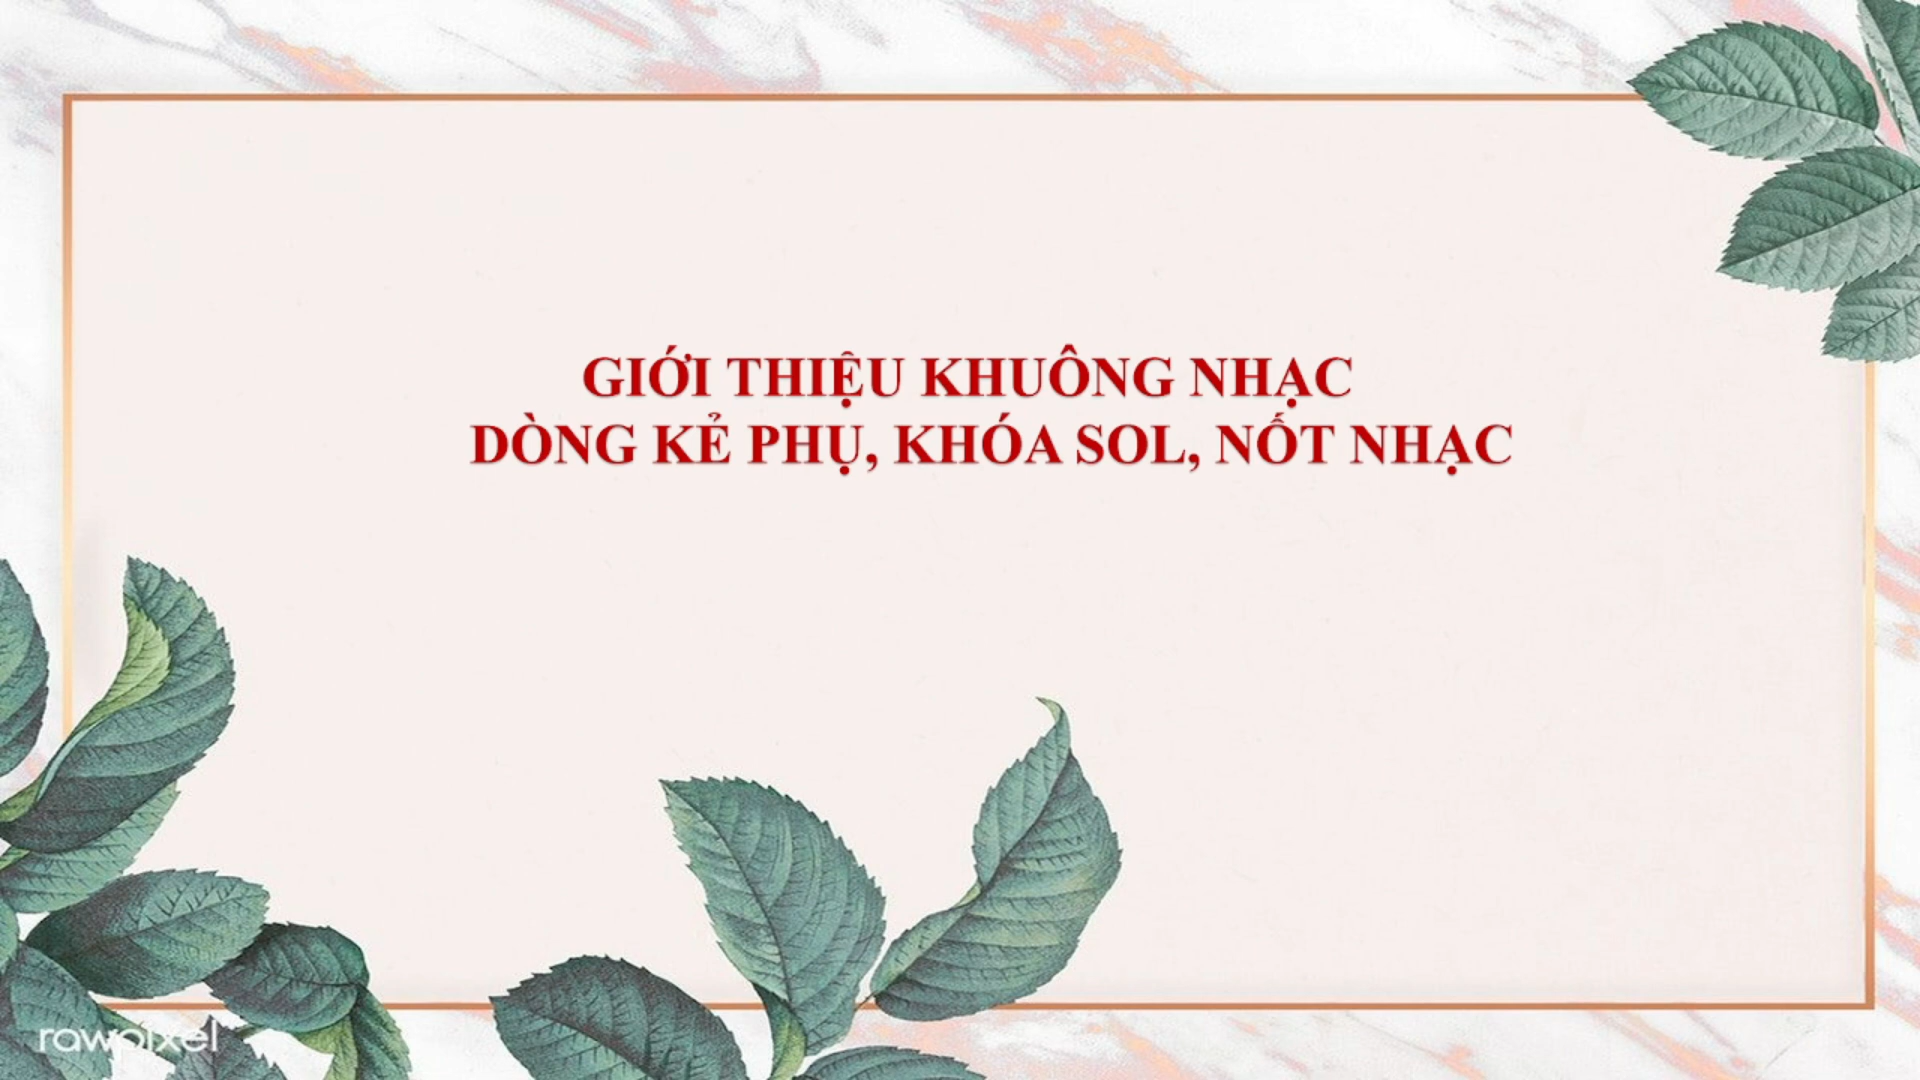 GIỚI THIỆU KHUÔNG NHẠC
DÒNG KẺ PHỤ, KHÓA SOL, NỐT NHẠC
rawpixel